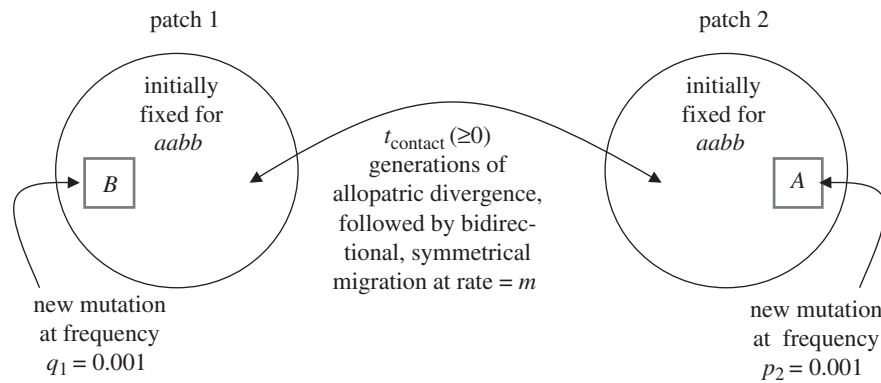 patch 1
patch 2
initially
fixed for
aabb
B
t_contact (≥0)
generations of
allopatric divergence,
followed by bidirec-
tional, symmetrical
migration at rate = m
initially
fixed for
aabb
A
new mutation
at frequency
q₁ = 0.001
new mutation
at frequency
p₂ = 0.001